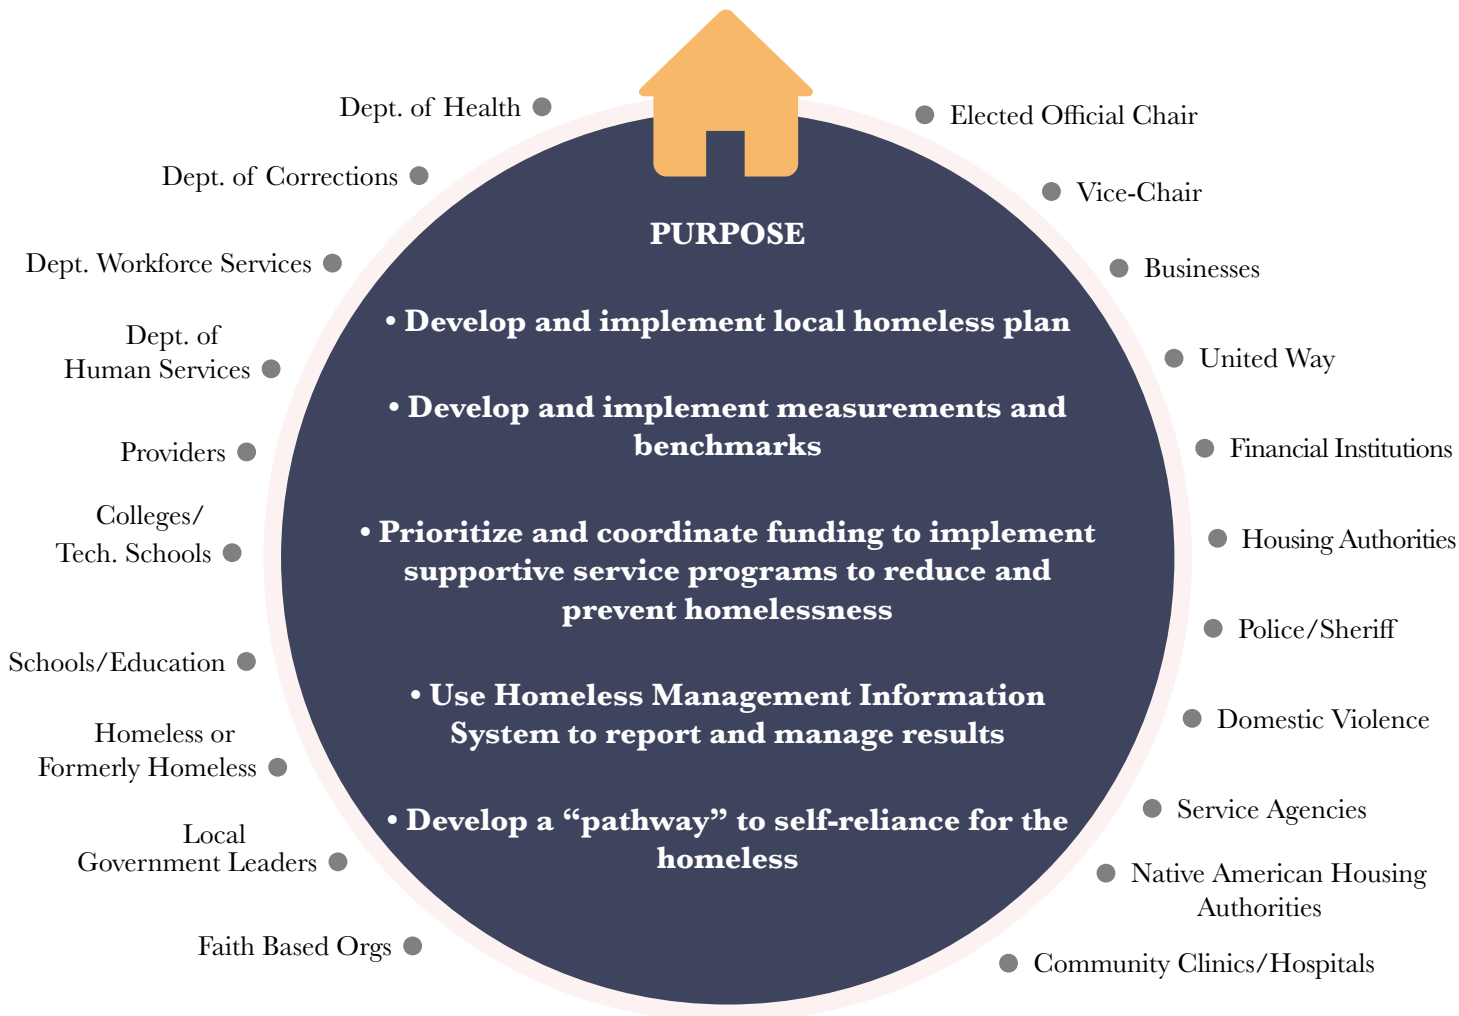 Dept. of Health
Dept. of Corrections
Dept. Workforce Services
Dept. of
Human Services
Providers
Colleges/
Tech. Schools
Schools/Education
Homeless or
Formerly Homeless
Local
Government Leaders
Faith Based Orgs
PURPOSE
• Develop and implement local homeless plan
• Develop and implement measurements and
benchmarks
• Prioritize and coordinate funding to implement
supportive service programs to reduce and
prevent homelessness
• Use Homeless Management Information
System to report and manage results
• Develop a “pathway” to self-reliance for the
homeless
Elected Official Chair
Vice-Chair
Businesses
United Way
Financial Institutions
Housing Authorities
Police/Sheriff
Domestic Violence
Service Agencies
Native American Housing
Authorities
Community Clinics/Hospitals